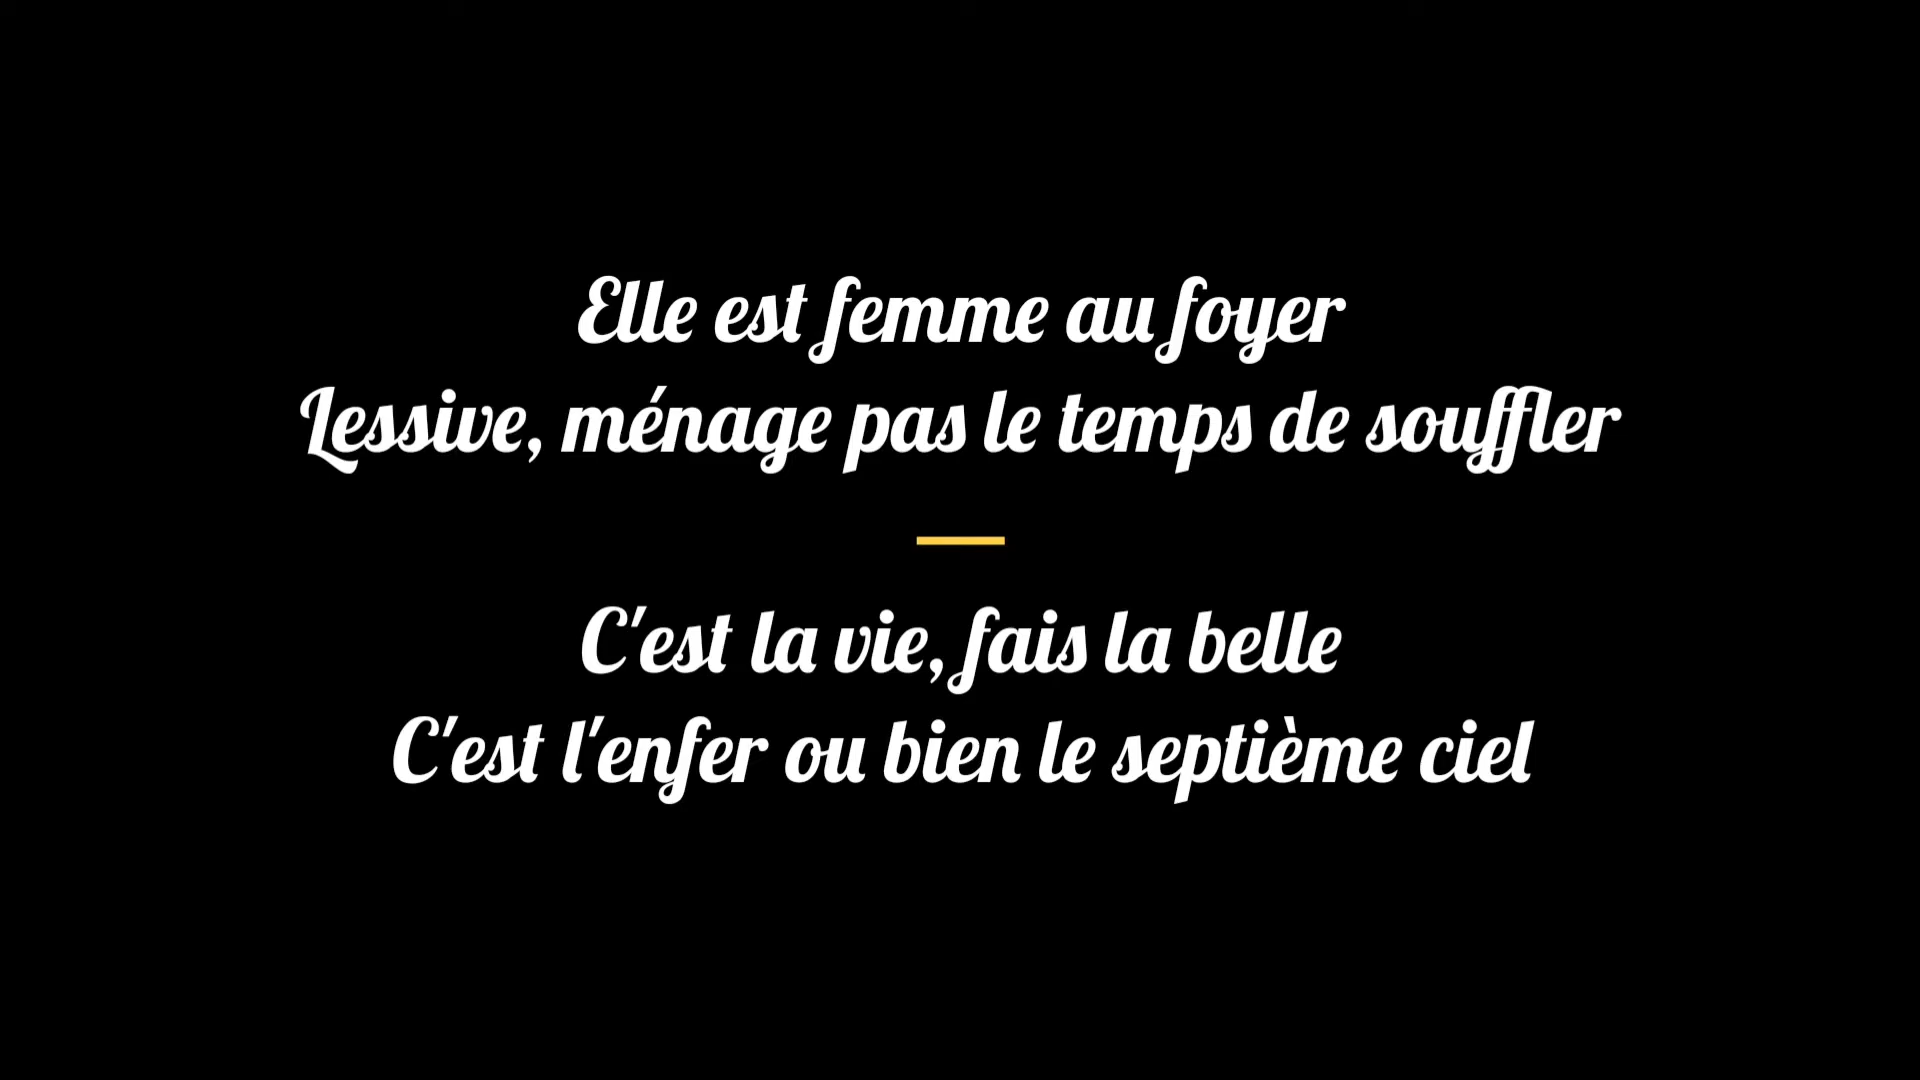 Elle est femme au foyer
Lessive, ménage pas le temps de souffler
C'est la vie, fais la belle
C'est l'enfer ou bien le septième ciel